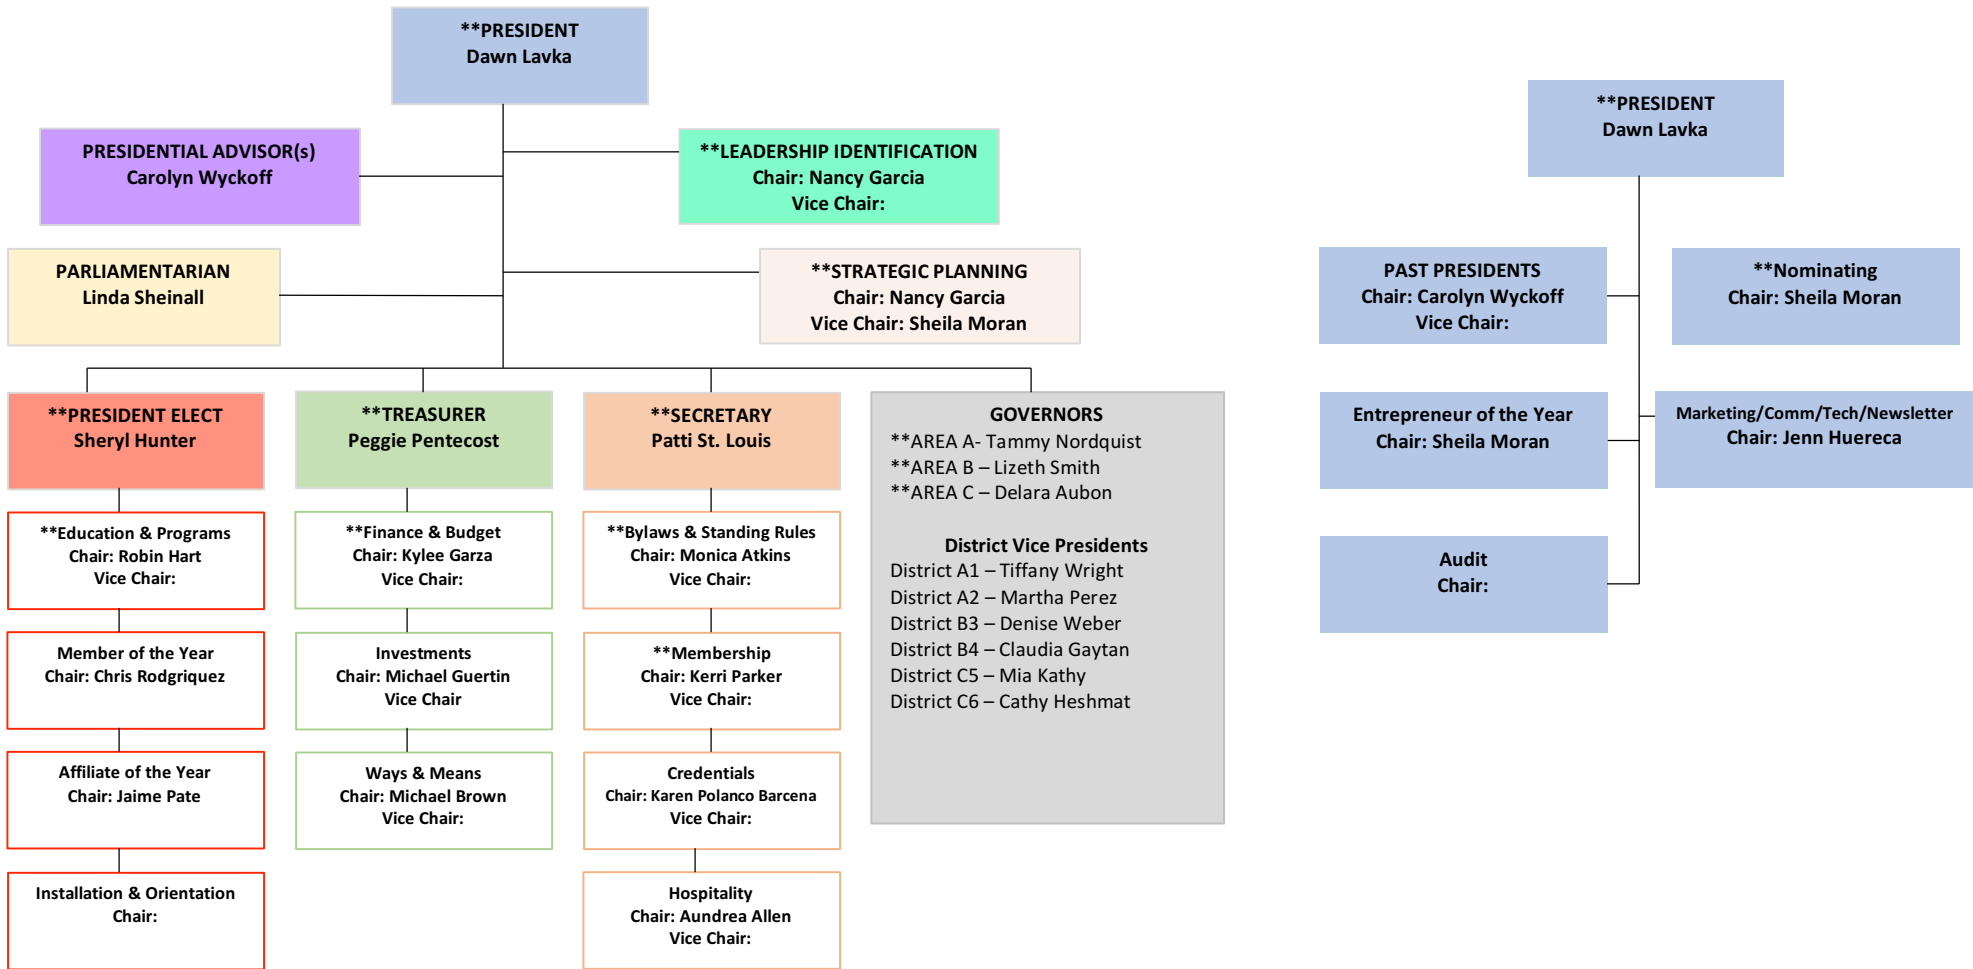 **PRESIDENT
Dawn Lavka
PRESIDENTIAL ADVISOR(s)
Carolyn Wyckoff
**LEADERSHIP IDENTIFICATION
Chair: Nancy Garcia
Vice Chair:
PARLIAMENTARIAN
Linda Sheinall
**STRATEGIC PLANNING
Chair: Nancy Garcia
Vice Chair: Sheila Moran
**PRESIDENT ELECT
Sheryl Hunter
**Education & Programs
Chair: Robin Hart
Vice Chair:
Member of the Year
Chair: Chris Rodgriquez
Affiliate of the Year
Chair: Jaime Pate
Installation & Orientation
Chair:
**TREASURER
Peggie Pentecost
**Finance & Budget
Chair: Kylee Garza
Vice Chair:
Investments
Chair: Michael Guertin
Vice Chair
Ways & Means
Chair: Michael Brown
Vice Chair:
**SECRETARY
Patti St. Louis
**Bylaws & Standing Rules
Chair: Monica Atkins
Vice Chair:
**Membership
Chair: Kerri Parker
Vice Chair:
Credentials
Chair: Karen Polanco Barcena
Vice Chair:
Hospitality
Chair: Aundrea Allen
Vice Chair:
GOVERNORS
**AREA A- Tammy Nordquist
**AREA B – Lizeth Smith
**AREA C – Delara Aubon
District Vice Presidents
District A1 – Tiffany Wright
District A2 – Martha Perez
District B3 – Denise Weber
District B4 – Claudia Gaytan
District C5 – Mia Kathy
District C6 – Cathy Heshmat
**PRESIDENT
Dawn Lavka
PAST PRESIDENTS
Chair: Carolyn Wyckoff
Vice Chair:
**Nominating
Chair: Sheila Moran
Entrepreneur of the Year
Chair: Sheila Moran
Marketing/Comm/Tech/Newsletter
Chair: Jenn Huereca
Audit
Chair: